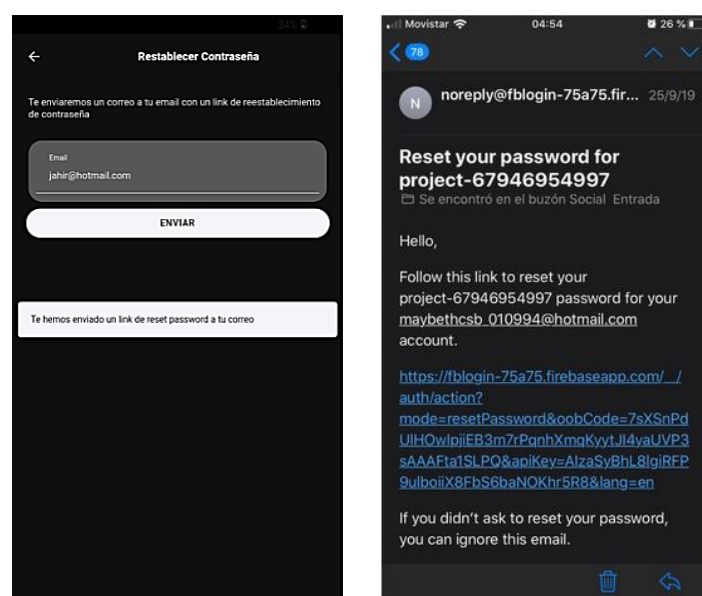 34%
Restablecer Contraseña
Te enviaremos un correo a tu email con un link de reestablecimiento
de contraseña
Email
jahir@hotmail.com
ENVIAR
Te hemos enviado un link de reset password a tu correo
Movistar
04:54
26 %
78
N
noreply@fblogin-75a75.fir...
25/9/19
Reset your password for
project-67946954997
Se encontró en el buzón Social Entrada
Hello,
Follow this link to reset your
project-67946954997 password for your
maybethcsb_010994@hotmail.com
account.
https://fblogin-75a75.firebaseapp.com/__/
auth/action?
mode=resetPassword&oobCode=7sXSnPd
UlHOwlpjiEB3m7rPqnhXmqKyytJl4yaUVP3
sAAAFta1SLPQ&apiKey=AIzaSyBhL8lgiRFP
9ulboiiX8FbS6baNOKhr5R8&lang=en
If you didn't ask to reset your password,
you can ignore this email.